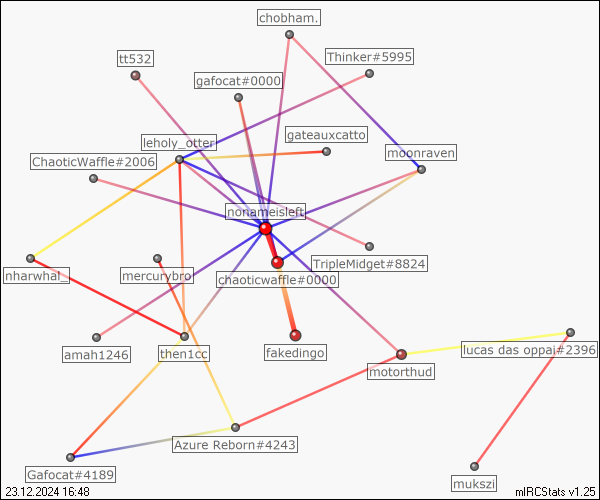 chobham.
tt532
Thinker#5995
gafocat#0000
gateauxcatto
leholy_otter
moonraven
ChaoticWaffle#2006
nonameisleft
TripleMidget#8824
nharwhal_
mercurybro
chaoticwaffle#0000
amah1246
then1cc
fakedingo
lucas das oppai#2396
motorthud
Azure Reborn#4243
Gafocat#4189
mukszi
23.12.2024 16:48
mIRCStats v1.25